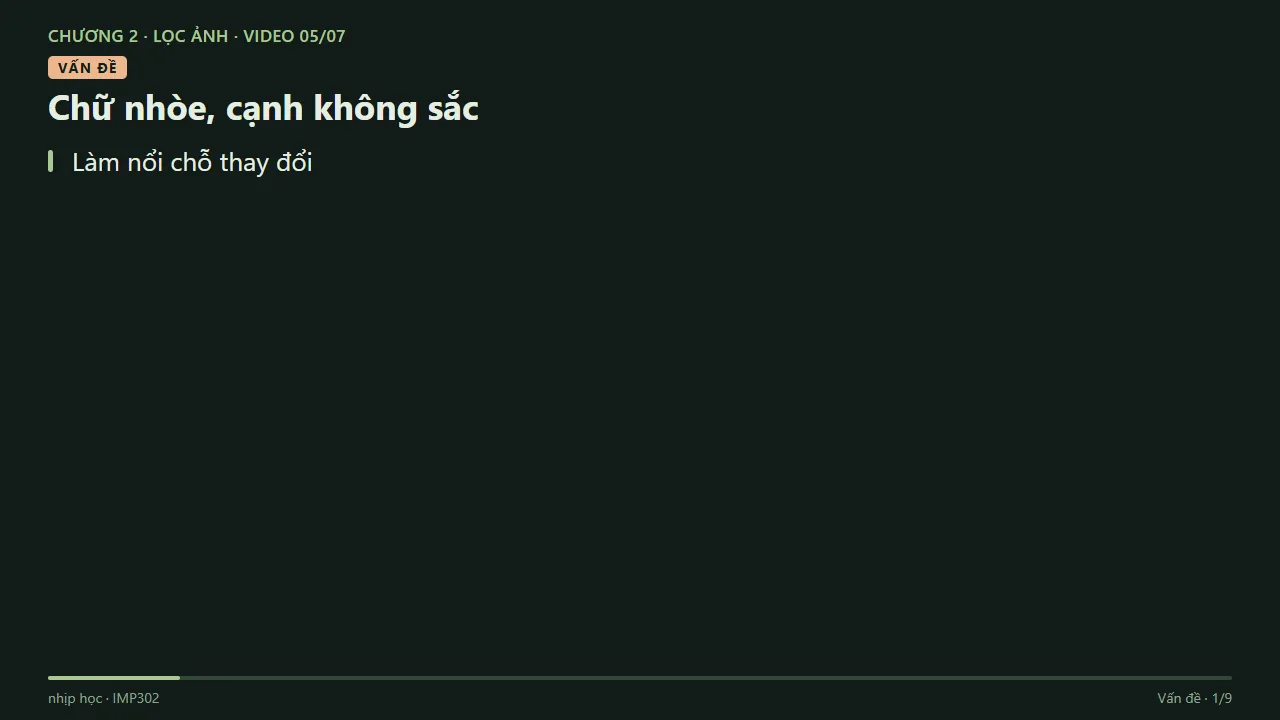 CHƯƠNG 2 · LỌC ẢNH · VIDEO 05/07
VẤN ĐỀ
Chữ nhòe, cạnh không sắc
Làm nổi chỗ thay đổi
nhịp học · IMP302
Vấn đề · 1/9